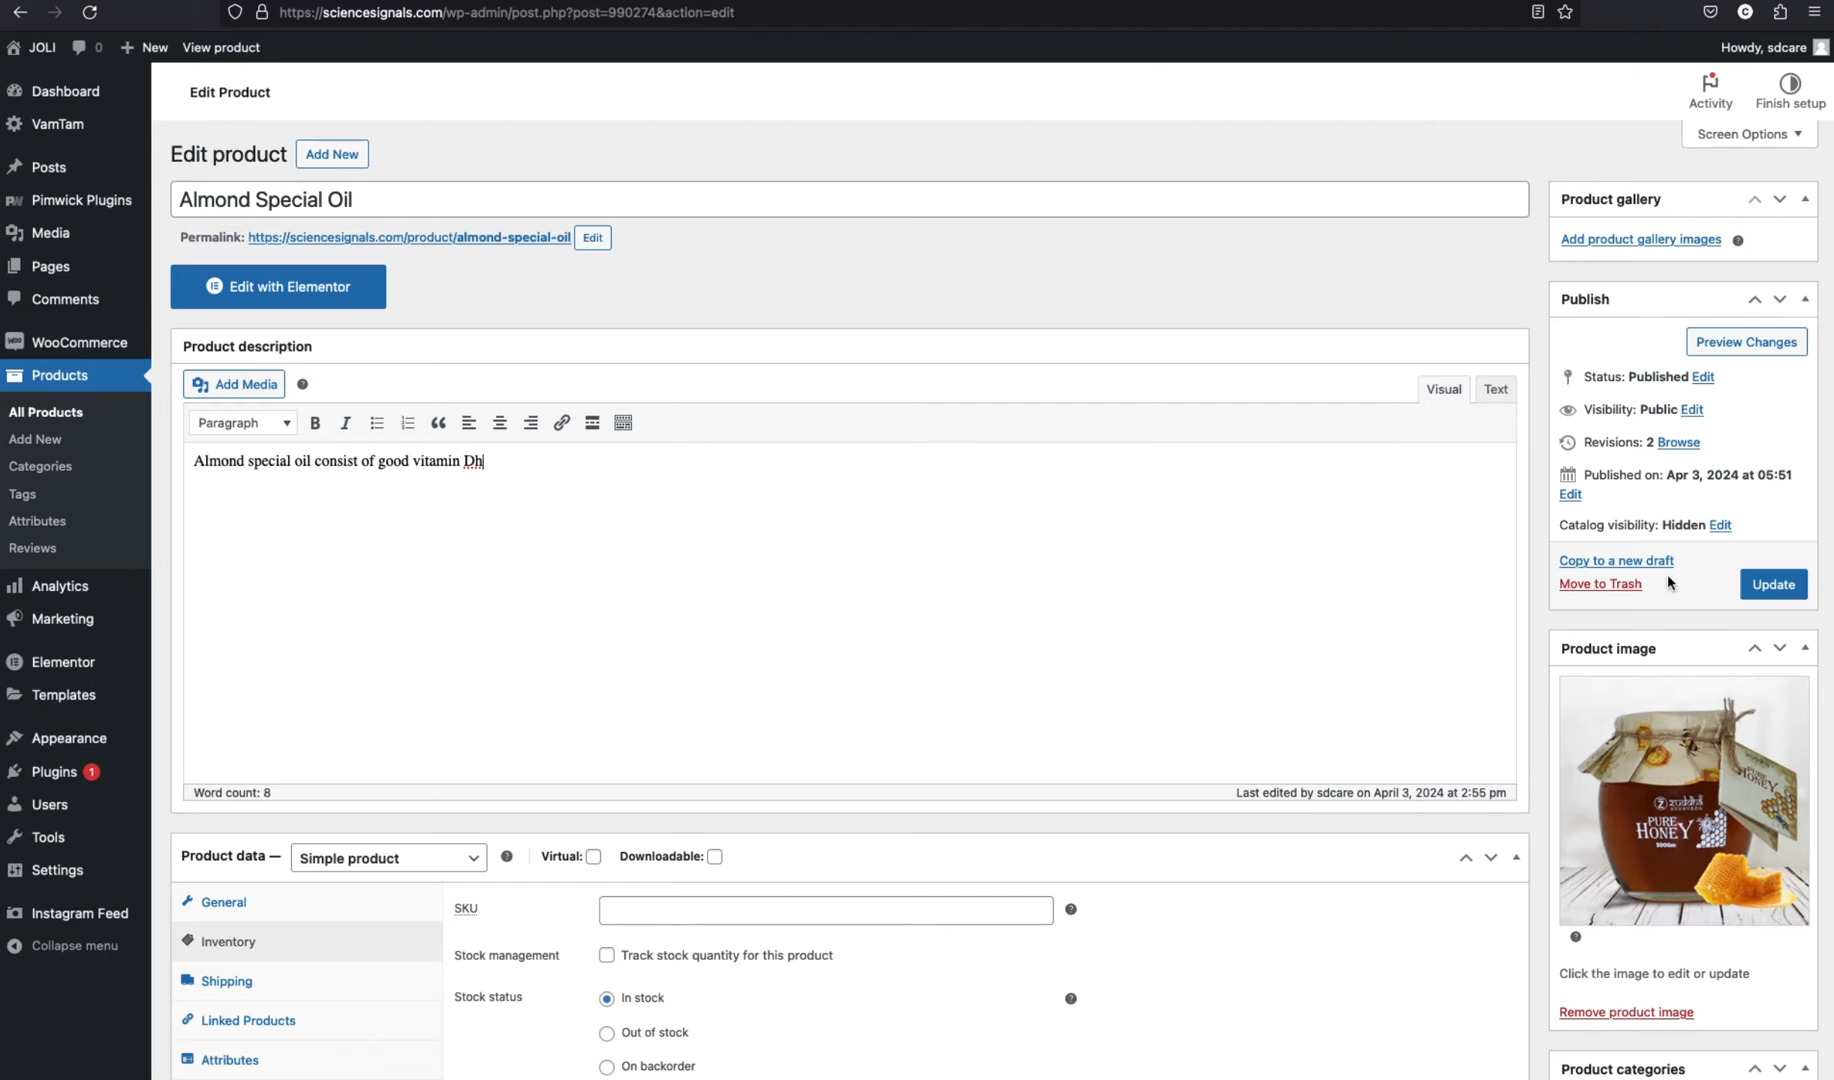 https://sciencesignals.com/wp-admin/post.php?post=990274&action=edit
JOLI
0
New
View product
Howdy, sdcare
Edit Product
Activity
Finish setup
Screen Options
Dashboard
VamTam
Posts
Pimwick Plugins
Media
Pages
Comments
WooCommerce
Products
All Products
Add New
Categories
Tags
Attributes
Reviews
Analytics
Marketing
Elementor
Templates
Appearance
Plugins 1
Users
Tools
Settings
Instagram Feed
Collapse menu
Edit product
Add New
Almond Special Oil
Permalink: https://sciencesignals.com/product/almond-special-oil Edit
Edit with Elementor
Product description
Add Media
Visual
Text
Paragraph
B
I
Almond special oil consist of good vitamin Dh
Word count: 8
Last edited by sdcare on April 3, 2024 at 2:55 pm
Product data —
Simple product
Virtual:
Downloadable:
General
Inventory
Shipping
Linked Products
Attributes
SKU
Stock management
Track stock quantity for this product
Stock status
In stock
Out of stock
On backorder
Product gallery
Add product gallery images
Publish
Preview Changes
Status: Published Edit
Visibility: Public Edit
Revisions: 2 Browse
Published on: Apr 3, 2024 at 05:51
Edit
Catalog visibility: Hidden Edit
Copy to a new draft
Move to Trash
Update
Product image
PURE
HONEY
Click the image to edit or update
Remove product image
Product categories